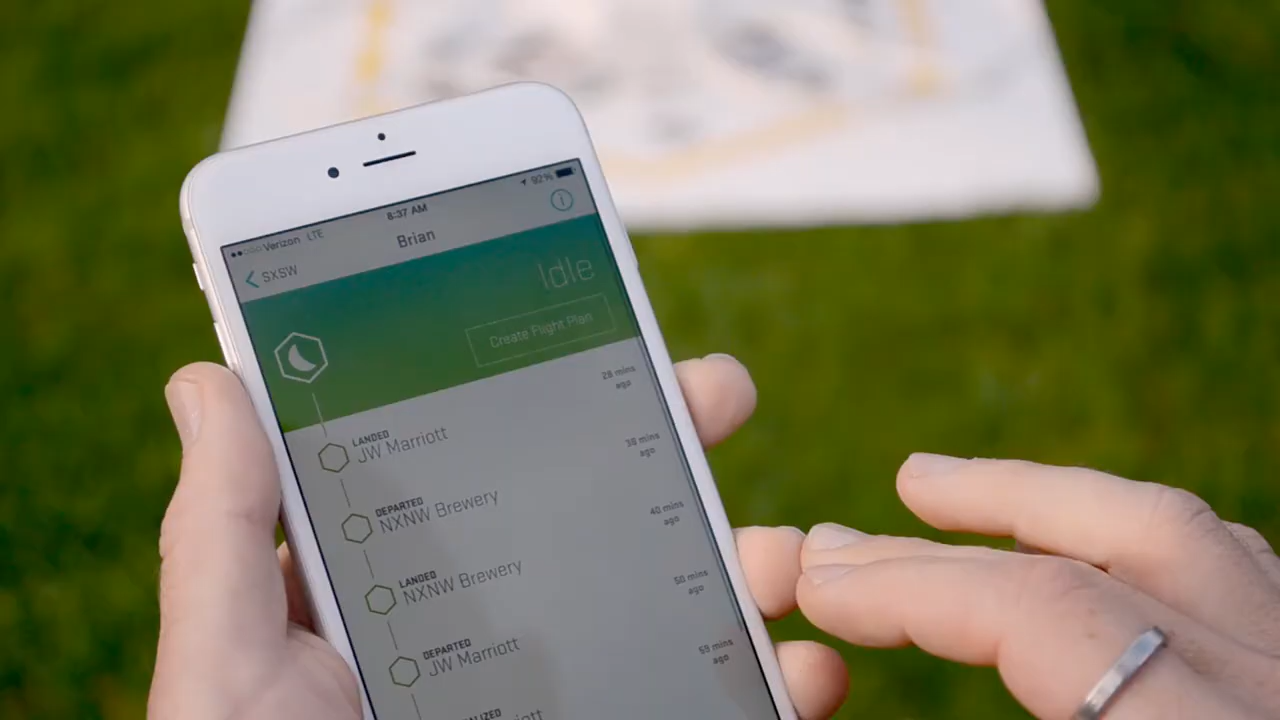 Verizon LTE
8:37 AM
92%
SXSW
Brian
i
Idle
Create Flight Plan
28 mins
ago
LANDED
JW Marriott
38 mins
ago
DEPARTED
NXNW Brewery
40 mins
ago
LANDED
NXNW Brewery
50 mins
ago
DEPARTED
JW Marriott
59 mins
ago